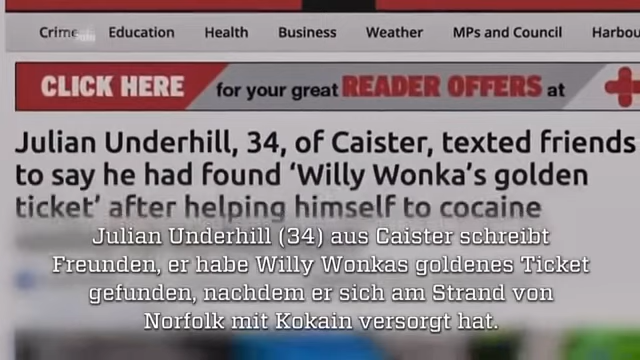 Crime Education Health Business Weather MPs and Council Harbou
CLICK HERE for your great READER OFFERS at
Julian Underhill, 34, of Caister, texted friends
to say he had found ‘Willy Wonka’s golden
ticket’ after helping himself to cocaine
Julian Underhill (34) aus Caister schreibt
Freunden, er habe Willy Wonkas goldenes Ticket
gefunden, nachdem er sich am Strand von
Norfolk mit Kokain versorgt hat.